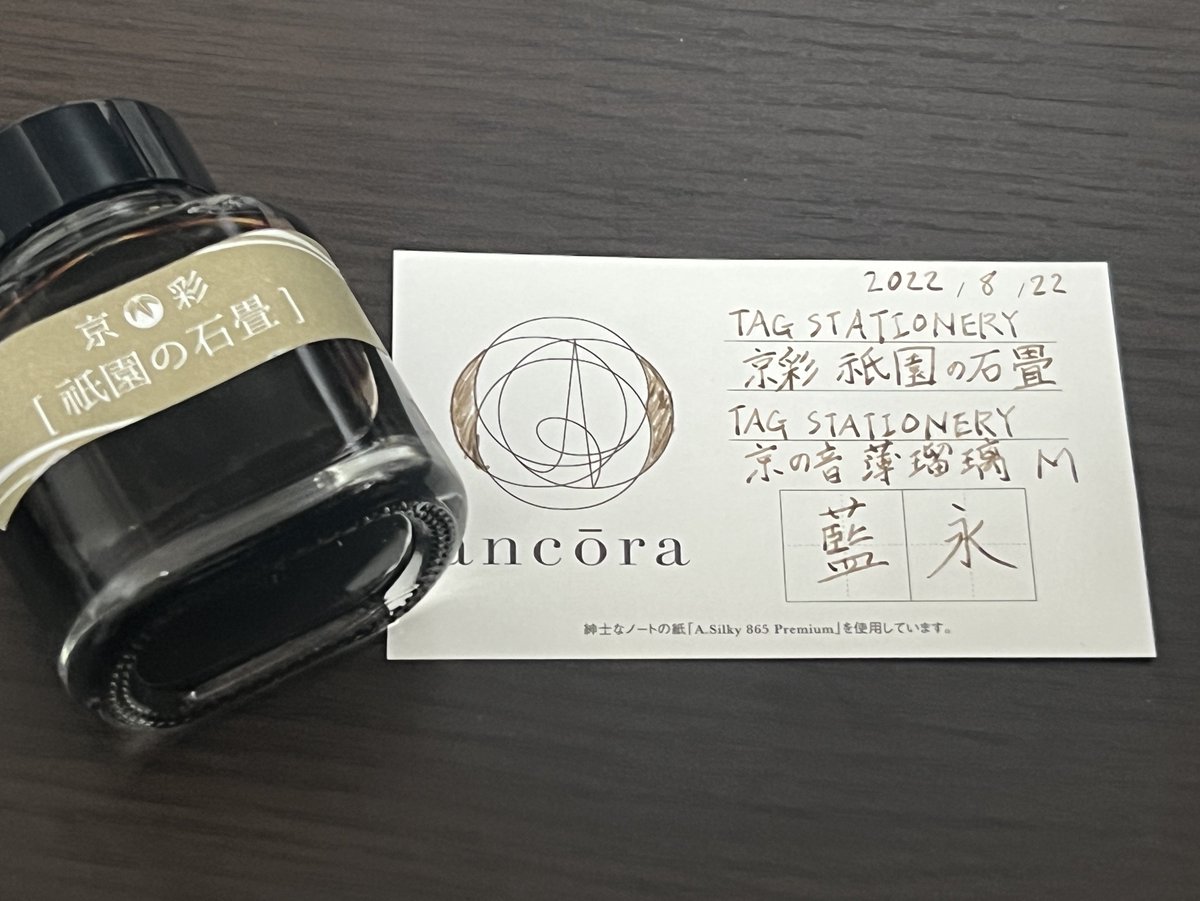 京彩
[祇園の石畳]
ancōra
2022,8,22
TAG STATIONERY
京彩 祇園の石畳
TAG STATIONERY
京の音 薄瑠璃 M
藍永
紳士なノートの紙「A.Silky 865 Premium」を使用しています。